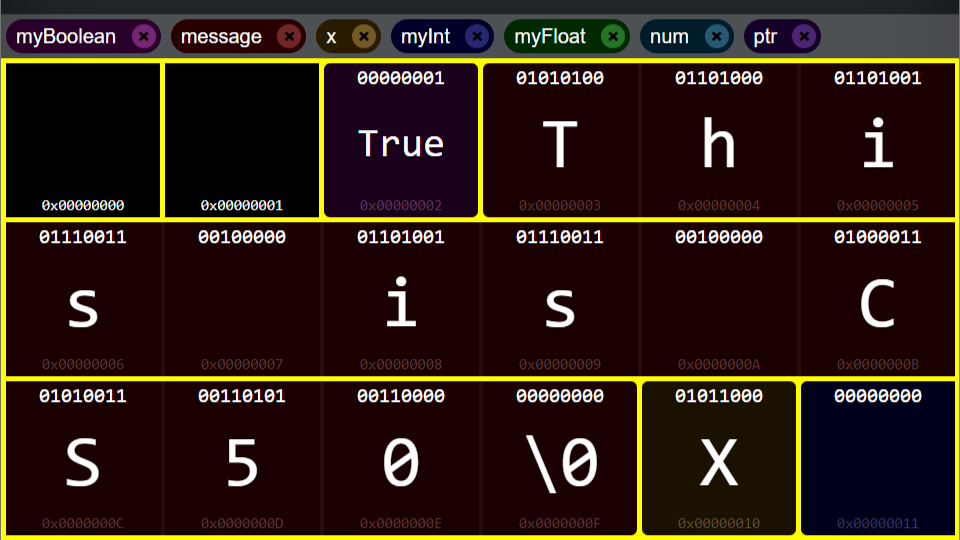 myBoolean × message × x × myInt × myFloat × num × ptr ×
00000001 01010100 01101000 01101001
True T h i
0x00000000 0x00000001 0x00000002 0x00000003 0x00000004 0x00000005
01110011 00100000 01101001 01110011 00100000 01000011
s i s C
0x00000006 0x00000007 0x00000008 0x00000009 0x0000000A 0x0000000B
01010011 00110101 00110000 00000000 01011000 00000000
S 5 0 \0 X
0x0000000C 0x0000000D 0x0000000E 0x0000000F 0x00000010 0x00000011